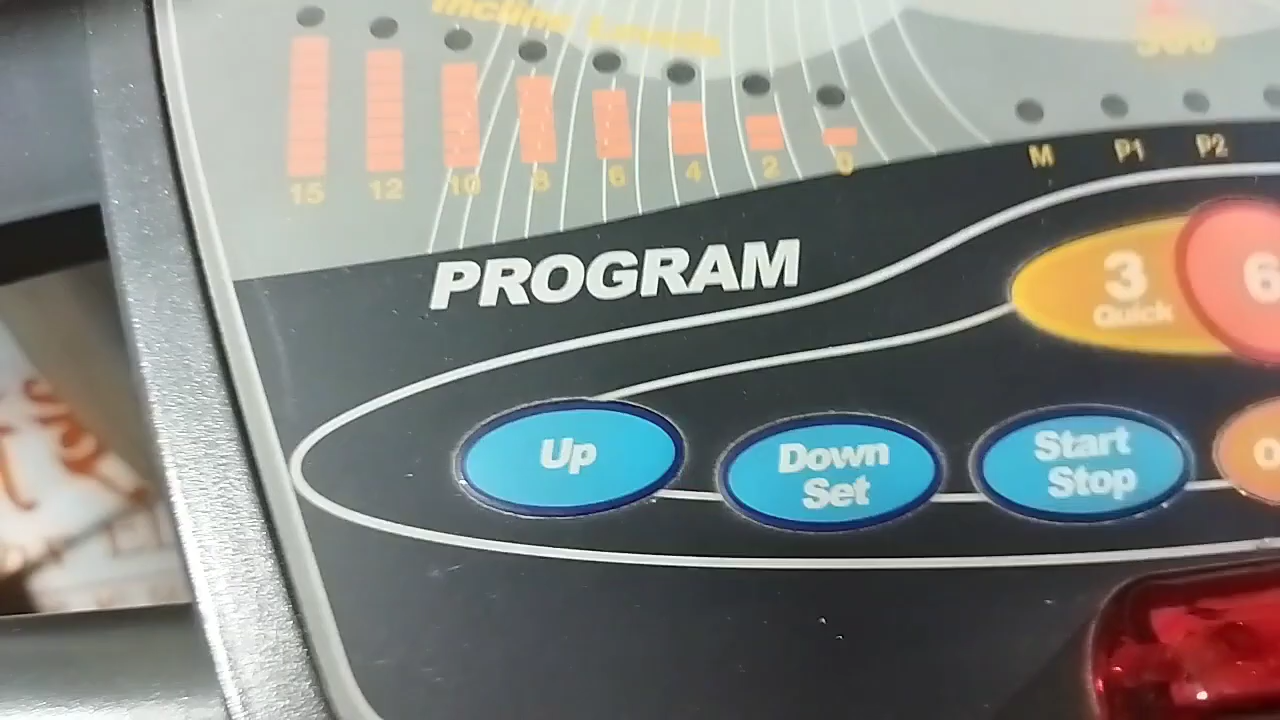 Incline Levels
15 12 10 8 6 4 2 0
M P1 P2
PROGRAM
3
Quick
6
Up
Down
Set
Start
Stop